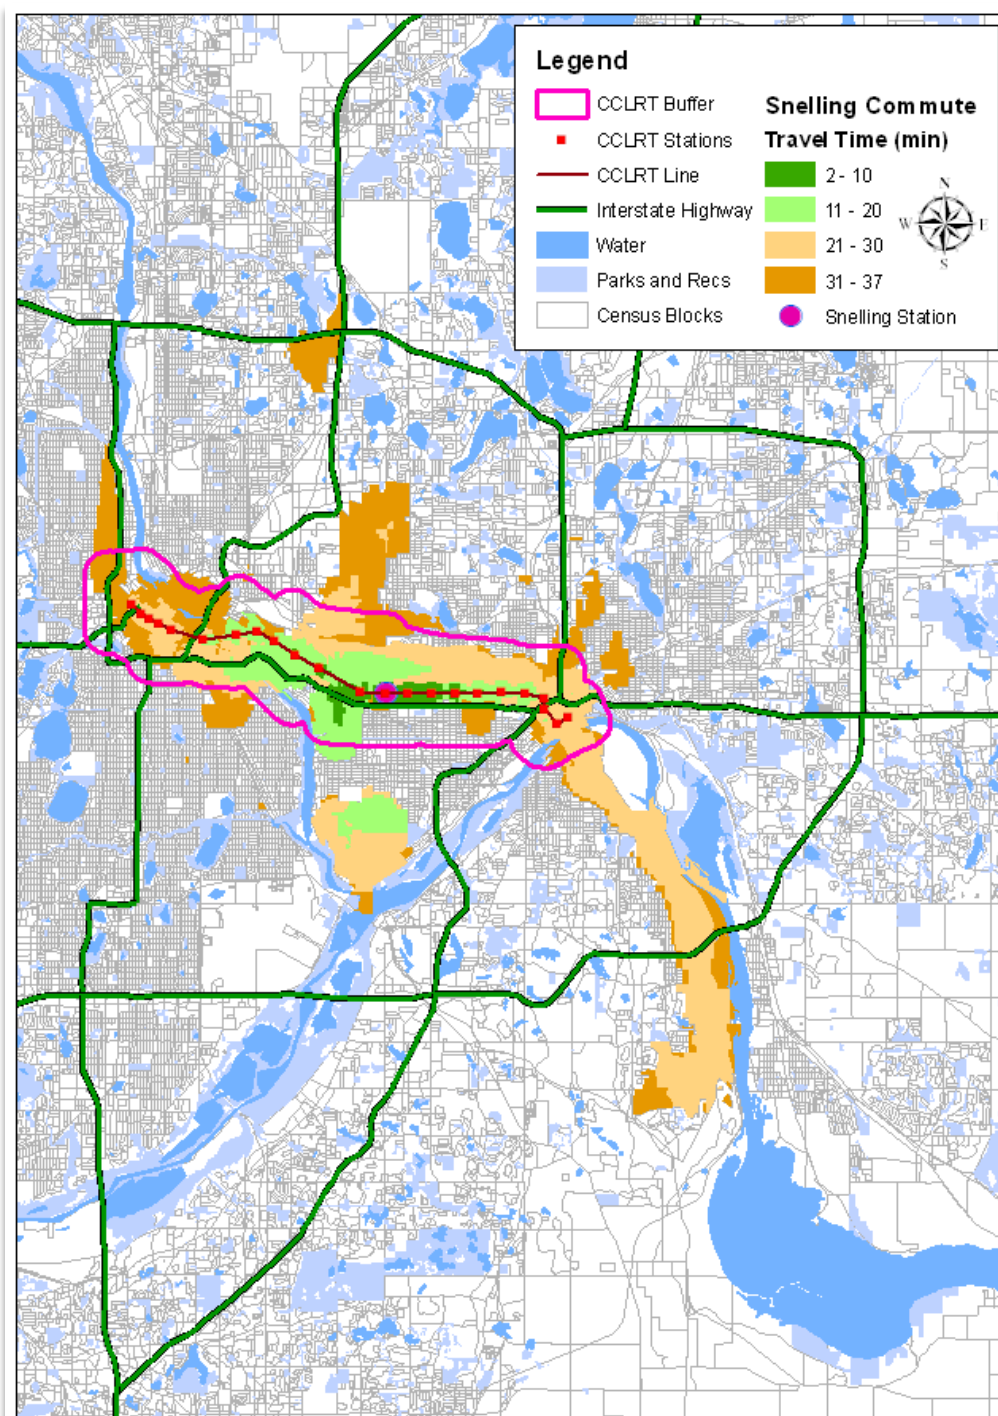 Legend
CCLRT Buffer
CCLRT Stations
CCLRT Line
Interstate Highway
Water
Parks and Recs
Census Blocks
Snelling Commute
Travel Time (min)
2 - 10
11 - 20
21 - 30
31 - 37
Snelling Station
N
W E
S